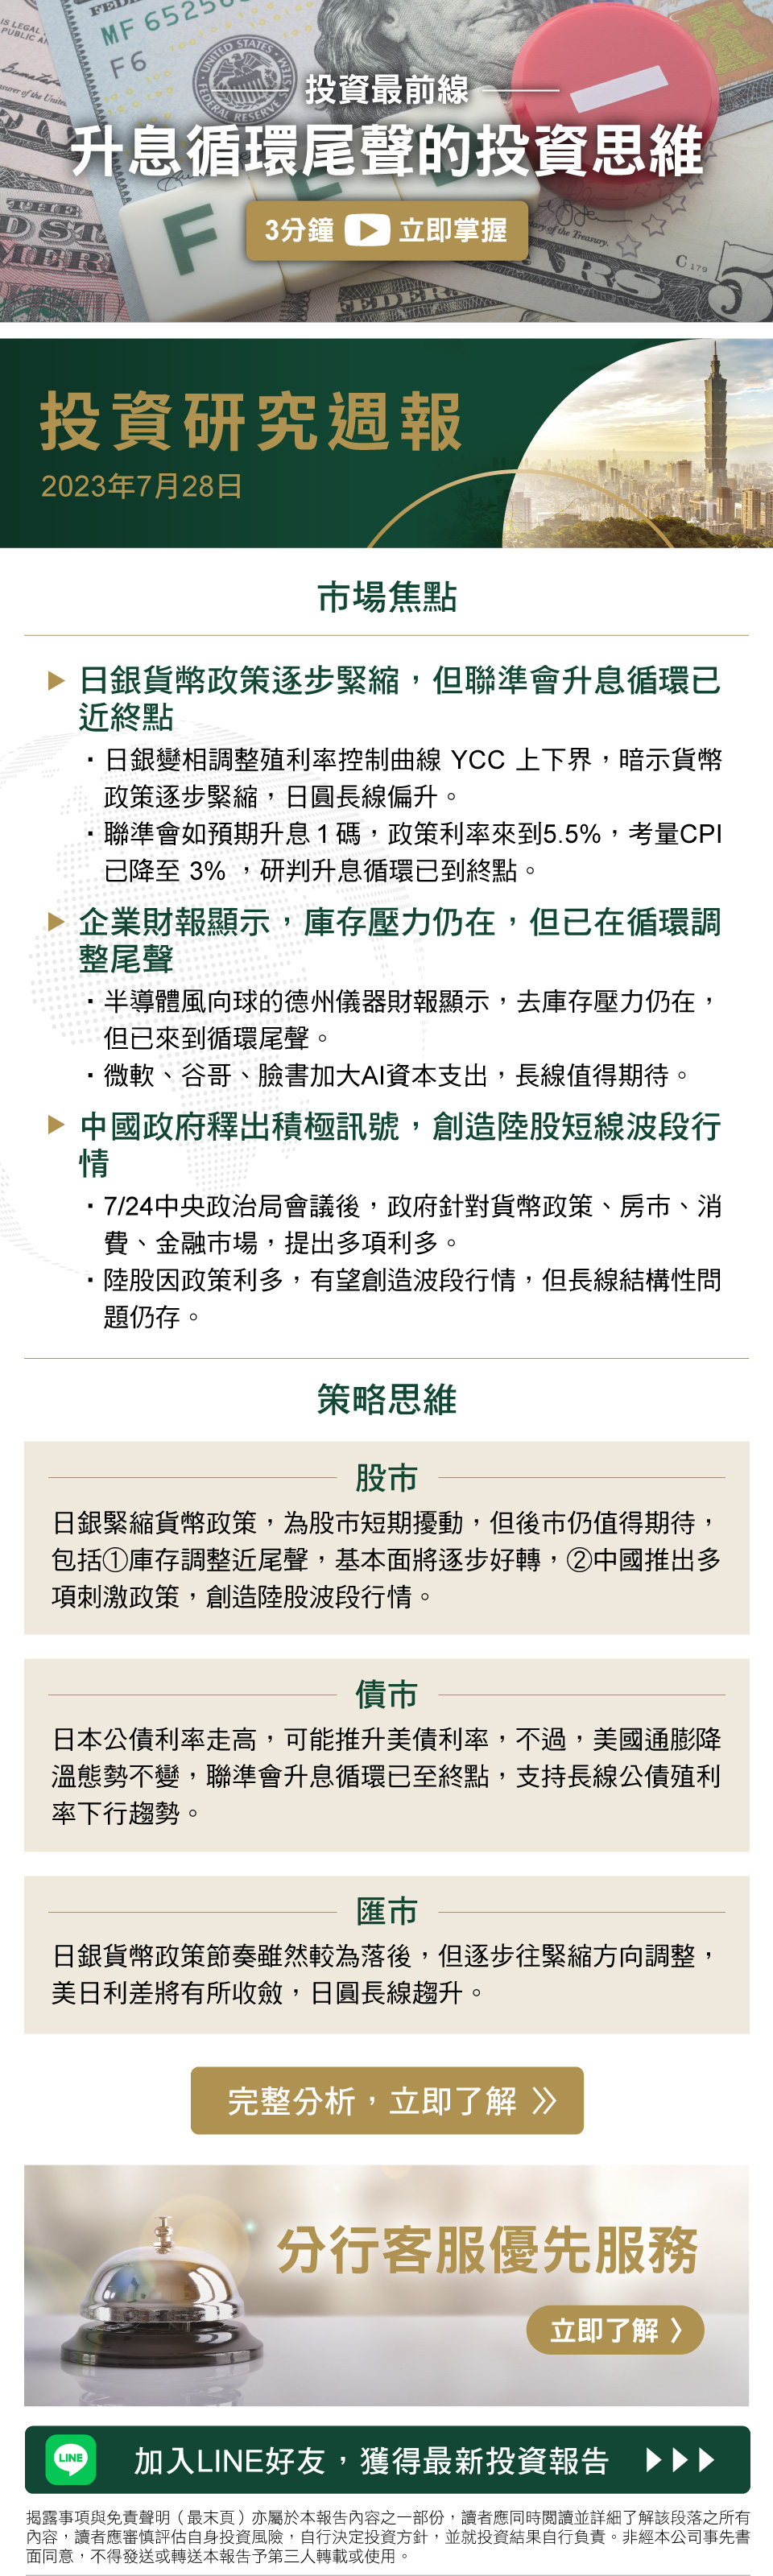 IS LEGAL
PUBLIC AN
MF 6525
F6
UNITED STATES
FEDERAL RESERVE
投資最前線
升息循環尾聲的投資思維
3分鐘 立即掌握
THE
F E
of the Treasury.
C 179
5
投資研究週報
2023年7月28日
市場焦點
日銀貨幣政策逐步緊縮，但聯準會升息循環已
近終點
・日銀變相調整殖利率控制曲線 YCC 上下界，暗示貨幣
政策逐步緊縮，日圓長線偏升。
・聯準會如預期升息 1 碼，政策利率來到5.5%，考量CPI
已降至 3% ，研判升息循環已到終點。
企業財報顯示，庫存壓力仍在，但已在循環調
整尾聲
・半導體風向球的德州儀器財報顯示，去庫存壓力仍在，
但已來到循環尾聲。
・微軟、谷哥、臉書加大AI資本支出，長線值得期待。
中國政府釋出積極訊號，創造陸股短線波段行
情
・7/24中央政治局會議後，政府針對貨幣政策、房市、消
費、金融市場，提出多項利多。
・陸股因政策利多，有望創造波段行情，但長線結構性問
題仍存。
策略思維
股市
日銀緊縮貨幣政策，為股市短期擾動，但後市仍值得期待，
包括①庫存調整近尾聲，基本面將逐步好轉，②中國推出多
項刺激政策，創造陸股波段行情。
債市
日本公債利率走高，可能推升美債利率，不過，美國通膨降
溫態勢不變，聯準會升息循環已至終點，支持長線公債殖利
率下行趨勢。
匯市
日銀貨幣政策節奏雖然較為落後，但逐步往緊縮方向調整，
美日利差將有所收斂，日圓長線趨升。
完整分析，立即了解
分行客服優先服務
立即了解
LINE 加入LINE好友，獲得最新投資報告
揭露事項與免責聲明（最末頁）亦屬於本報告內容之一部份，讀者應同時閱讀並詳細了解該段落之所有
內容，讀者應審慎評估自身投資風險，自行決定投資方針，並就投資結果自行負責。非經本公司事先書
面同意，不得發送或轉送本報告予第三人轉載或使用。